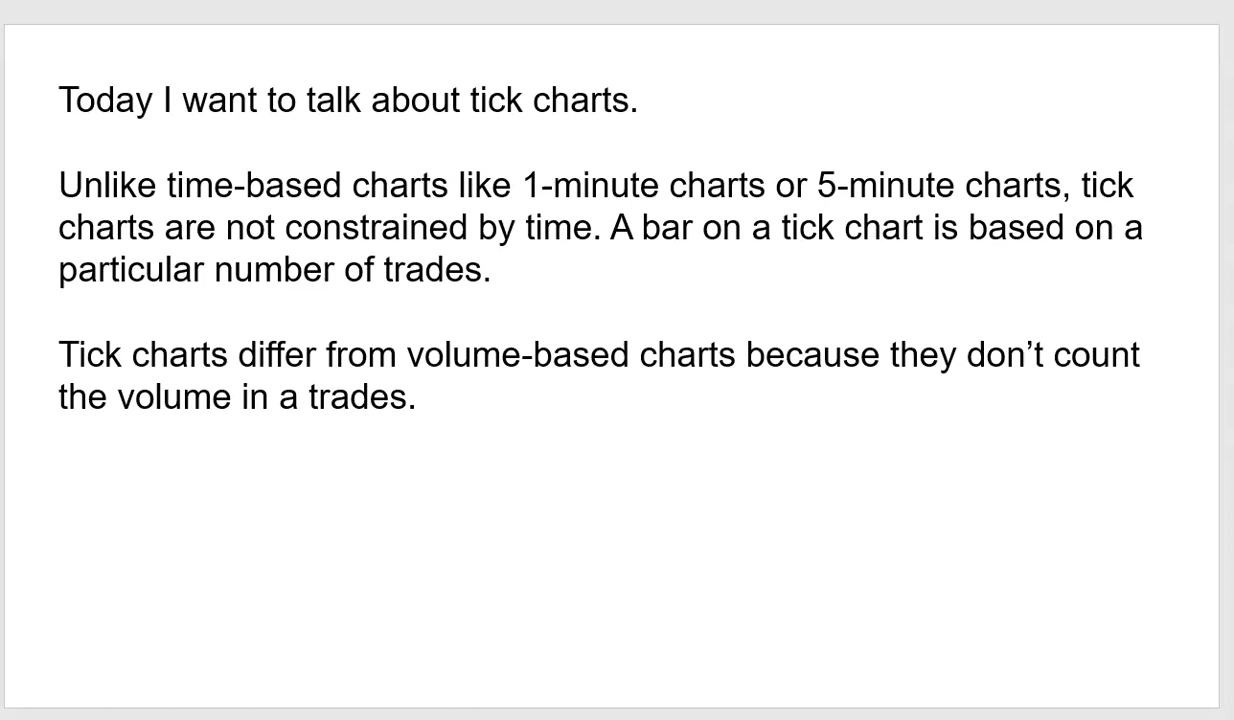 Today I want to talk about tick charts.
Unlike time-based charts like 1-minute charts or 5-minute charts, tick
charts are not constrained by time. A bar on a tick chart is based on a
particular number of trades.
Tick charts differ from volume-based charts because they don’t count
the volume in a trades.